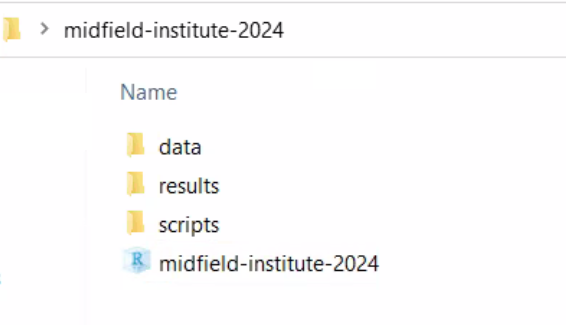 midfield-institute-2024
Name
data
results
scripts
R midfield-institute-2024